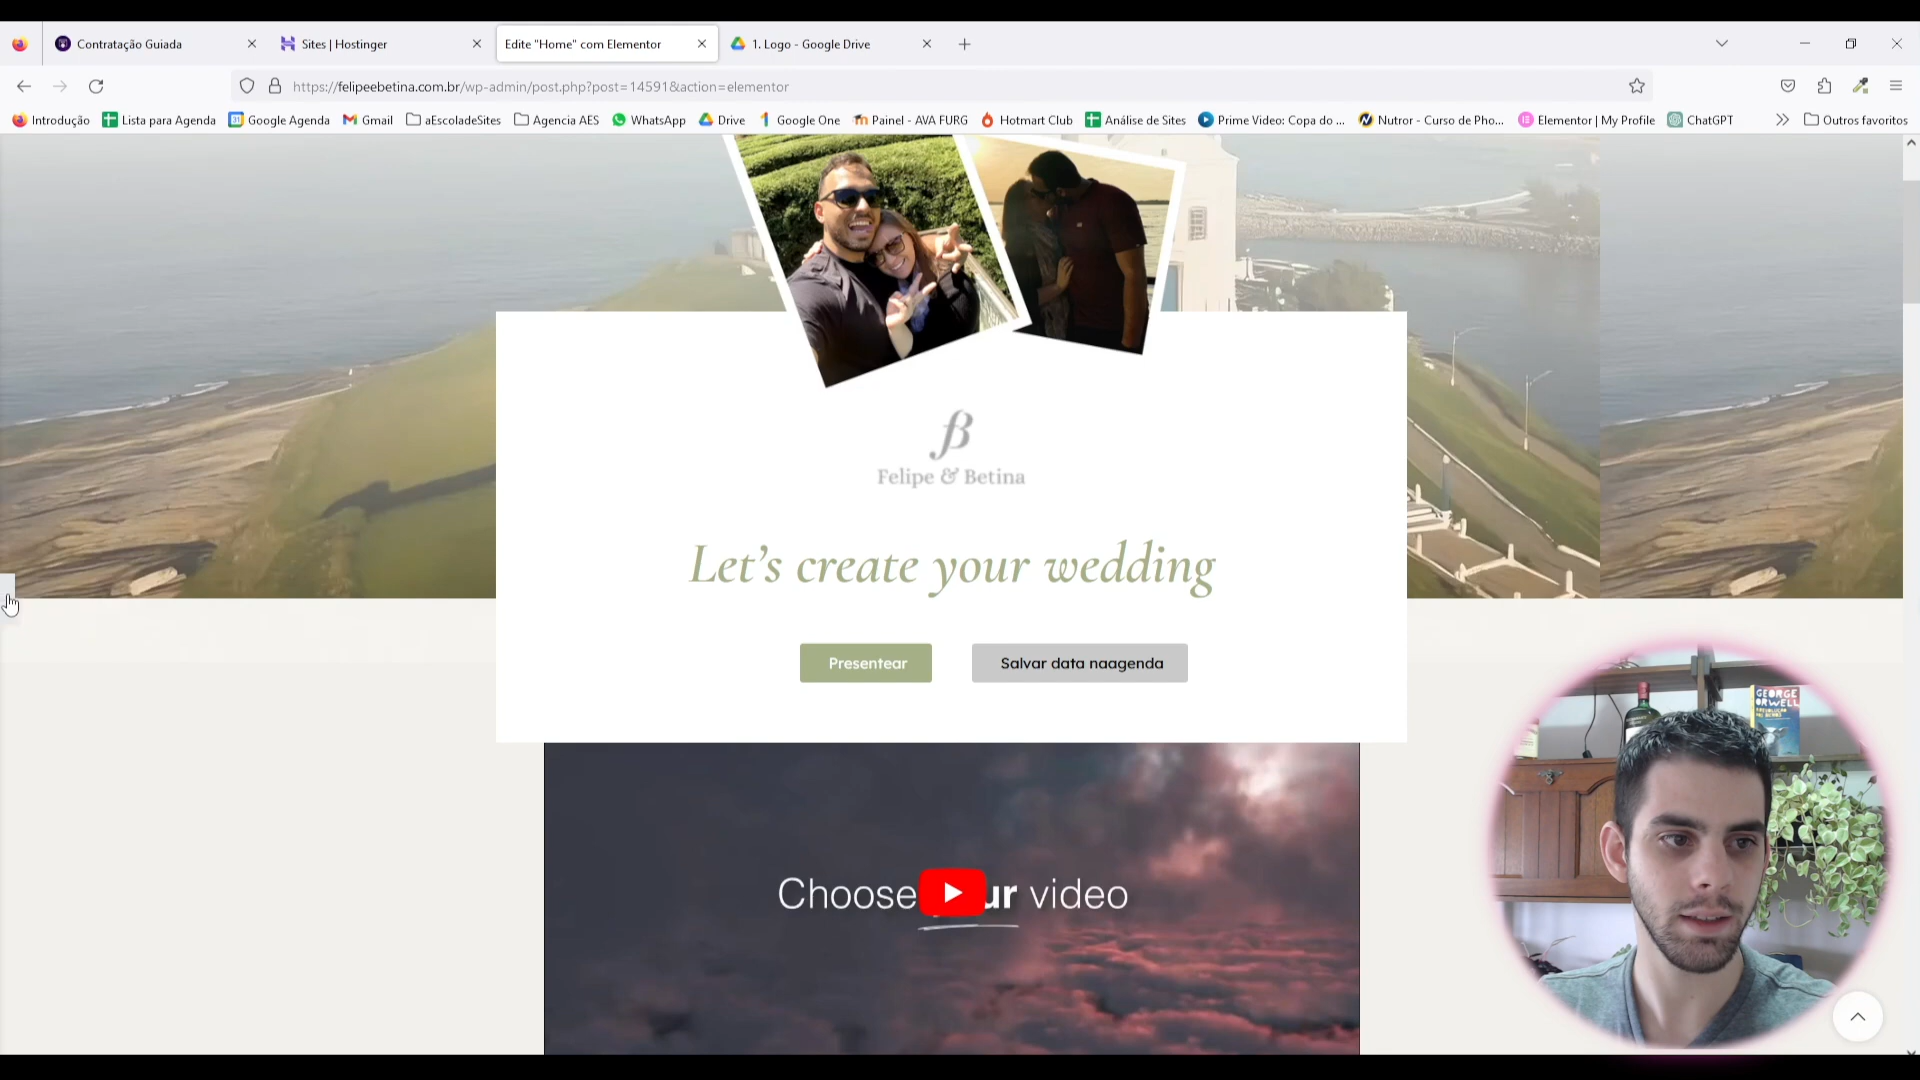 Contratação Guiada
Sites | Hostinger
Edite "Home" com Elementor
1. Logo - Google Drive
https://felipeebetina.com.br/wp-admin/post.php?post=14591&action=elementor
Introdução
Lista para Agenda
Google Agenda
Gmail
aEscoladeSites
Agencia AES
WhatsApp
Drive
Google One
Painel - AVA FURG
Hotmart Club
Análise de Sites
Prime Video: Copa do ...
Nutror - Curso de Pho...
Elementor | My Profile
ChatGPT
Outros favoritos
Felipe & Betina
Let's create your wedding
Presentear
Salvar data naagenda
GEORGE
ORWELL
Choose
ur video